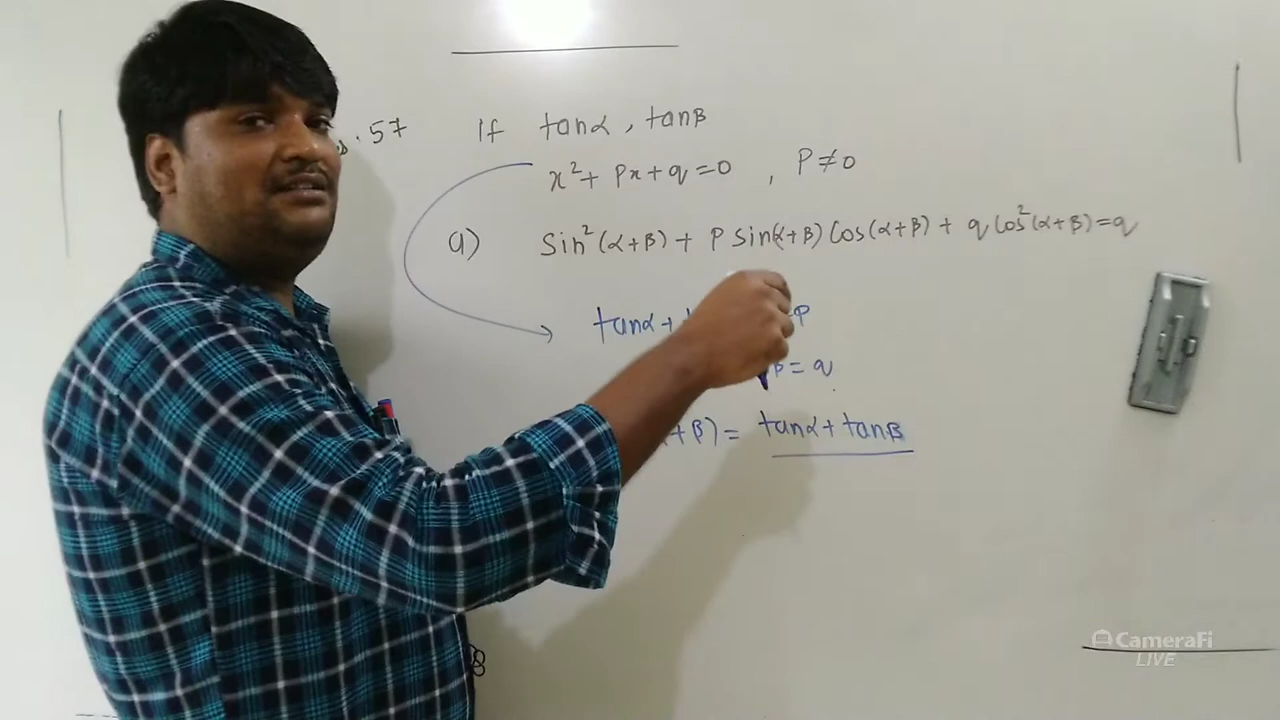 . 57 If tanα, tanβ
x² + px + q = 0 , P ≠ 0
a) Sin²(α+β) + P sin(α+β) Cos(α+β) + q Cos²(α+β) = q
tanα + P
β = q
+ β) = tanα + tanβ
CameraFi
LIVE